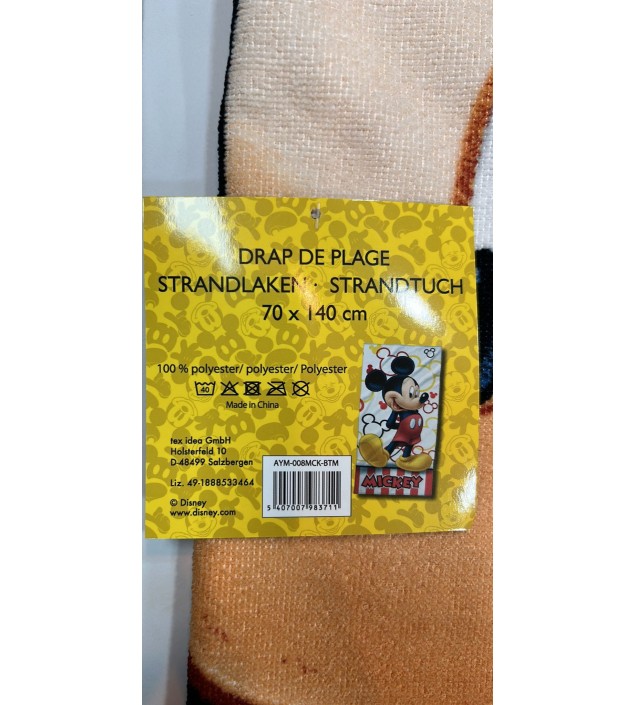 DRAP DE PLAGE
STRANDLAKEN · STRANDTUCH
70 x 140 cm
100 % polyester/ polyester/ Polyester
40
Made in China
tex idea GmbH
Holsterfeld 10
D-48499 Salzbergen
Liz. 49-1888533464
© Disney
www.disney.com
AYM-008MCK-BTM
5 407007 983711
MICKEY